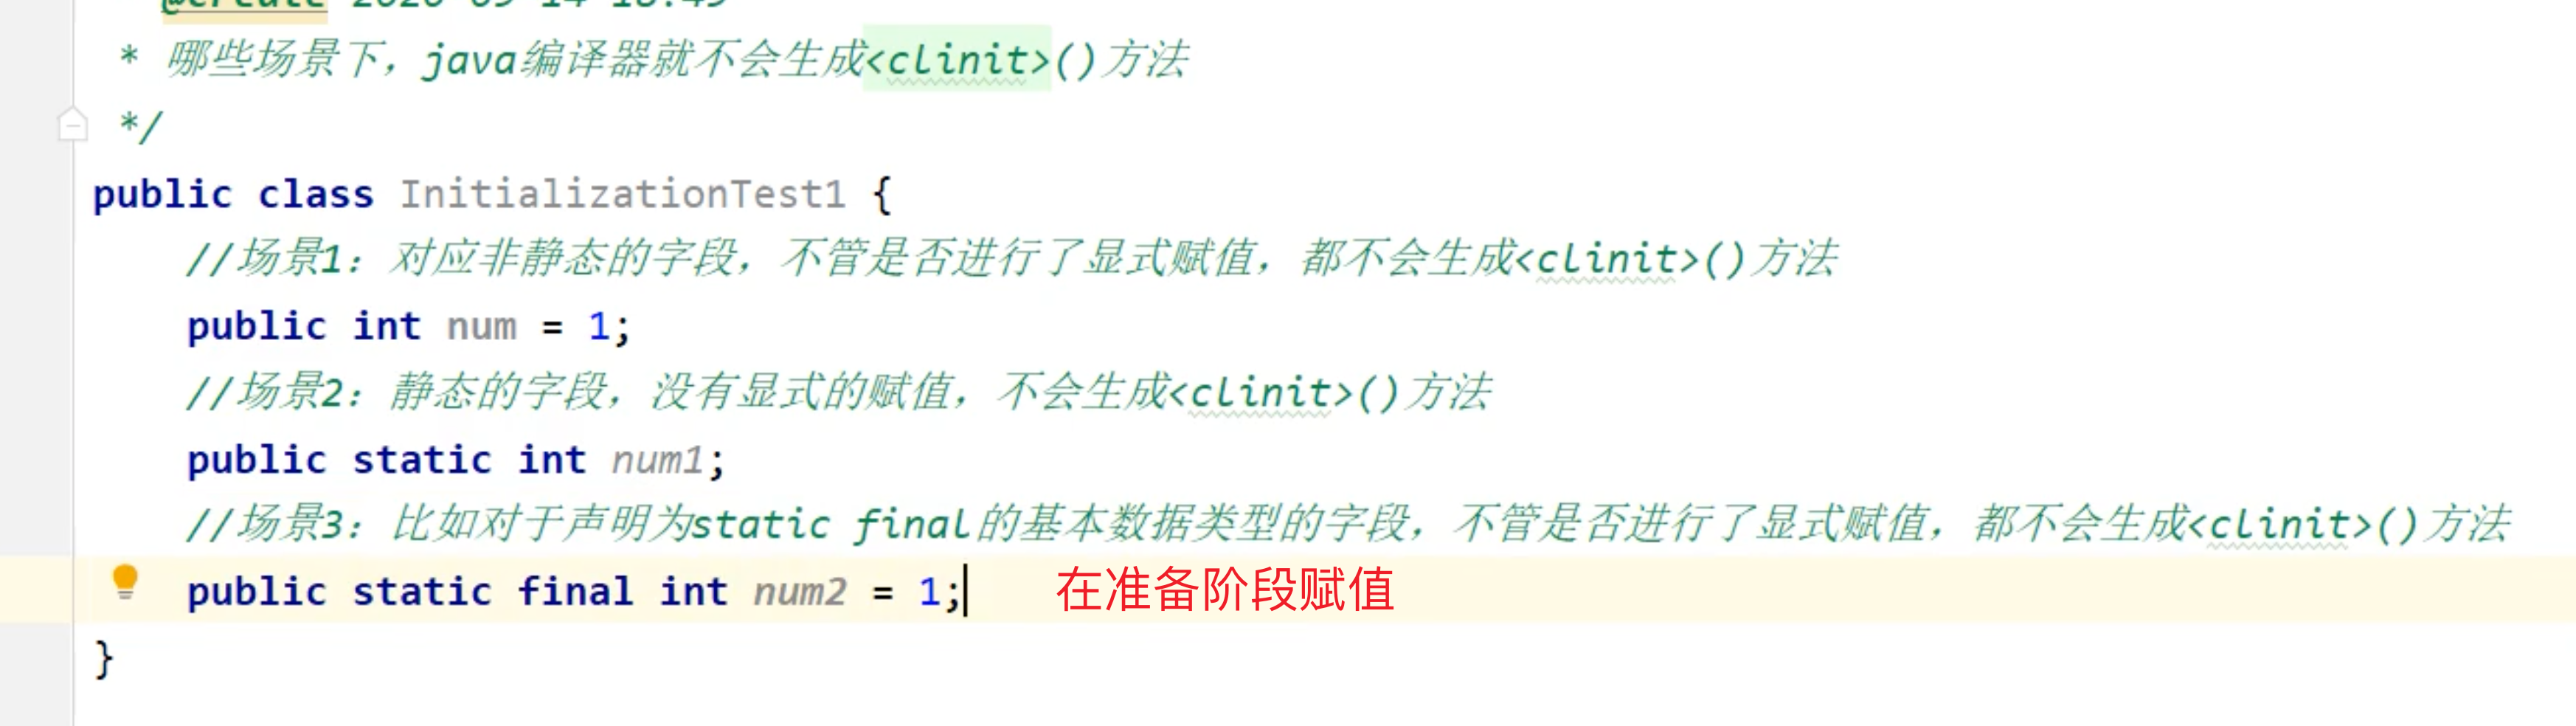 @create 2020-09-14 18:49
* 哪些场景下，java编译器就不会生成<clinit>()方法
*/
public class InitializationTest1 {
//场景1：对应非静态的字段，不管是否进行了显式赋值，都不会生成<clinit>()方法
public int num = 1;
//场景2：静态的字段，没有显式的赋值，不会生成<clinit>()方法
public static int num1;
//场景3：比如对于声明为static final的基本数据类型的字段，不管是否进行了显式赋值，都不会生成<clinit>()方法
public static final int num2 = 1; 在准备阶段赋值
}